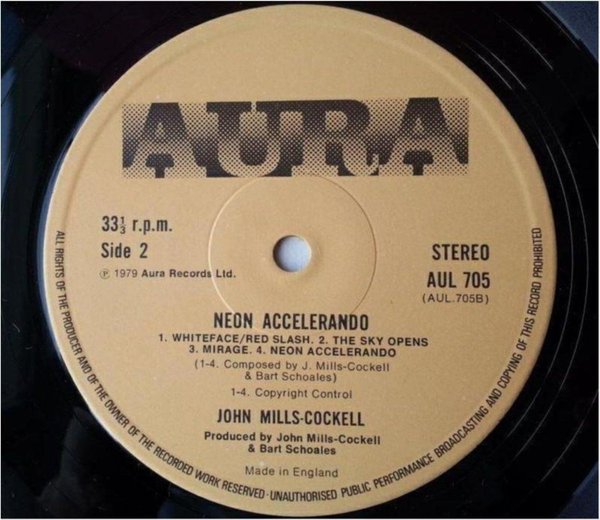 AURA
33⅓ r.p.m.
Side 2
℗ 1979 Aura Records Ltd.
STEREO
AUL 705
(AUL.705B)
NEON ACCELERANDO
1. WHITEFACE/RED SLASH. 2. THE SKY OPENS
3. MIRAGE. 4. NEON ACCELERANDO
(1-4. Composed by J. Mills-Cockell
& Bart Schoales)
1-4. Copyright Control
JOHN MILLS-COCKELL
Produced by John Mills-Cockell
& Bart Schoales
Made in England
ALL RIGHTS OF THE PRODUCER AND OF THE OWNER OF THE RECORDED WORK RESERVED · UNAUTHORISED PUBLIC PERFORMANCE BROADCASTING AND COPYING OF THIS RECORD PROHIBITED